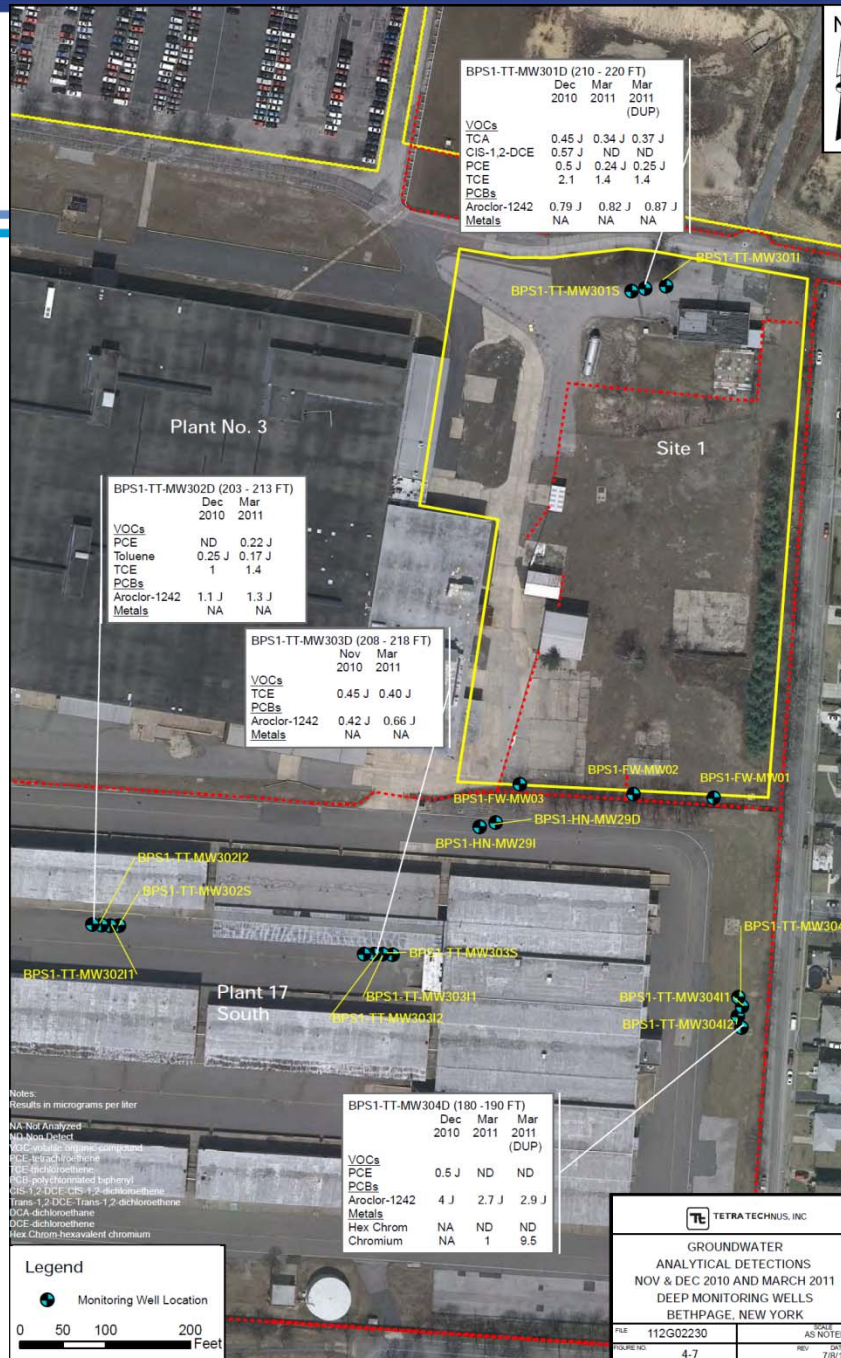 N
BPS1-TT-MW301D (210 - 220 FT)
Dec Mar Mar
2010 2011 2011
(DUP)
VOCs
TCA 0.45 J 0.34 J 0.37 J
CIS-1,2-DCE 0.57 J ND ND
PCE 0.5 J 0.24 J 0.25 J
TCE 2.1 1.4 1.4
PCBs
Aroclor-1242 0.79 J 0.82 J 0.87 J
Metals NA NA NA
BPS1-TT-MW301I
BPS1-TT-MW301S
Plant No. 3
Site 1
BPS1-TT-MW302D (203 - 213 FT)
Dec Mar
2010 2011
VOCs
PCE ND 0.22 J
Toluene 0.25 J 0.17 J
TCE 1 1.4
PCBs
Aroclor-1242 1.1 J 1.3 J
Metals NA NA
BPS1-TT-MW303D (208 - 218 FT)
Nov Mar
2010 2011
VOCs
TCE 0.45 J 0.40 J
PCBs
Aroclor-1242 0.42 J 0.66 J
Metals NA NA
BPS1-FW-MW02
BPS1-FW-MW01
BPS1-FW-MW03
BPS1-HN-MW29D
BPS1-HN-MW29I
BPS1-TT-MW302I2
BPS1-TT-MW302S
BPS1-TT-MW304
BPS1-TT-MW303S
BPS1-TT-MW302I1
Plant 17
South
BPS1-TT-MW303I1
BPS1-TT-MW304I1
BPS1-TT-MW303I2
BPS1-TT-MW304I2
BPS1-TT-MW304D (180 -190 FT)
Dec Mar Mar
2010 2011 2011
(DUP)
VOCs
PCE 0.5 J ND ND
PCBs
Aroclor-1242 4 J 2.7 J 2.9 J
Metals
Hex Chrom NA ND ND
Chromium NA 1 9.5
Notes:
Results in micrograms per liter
NA-Not Analyzed
ND-Non Detect
VOC-volatile organic compound
PCE-tetrachloroethene
TCE-trichloroethene
PCB-polychlorinated biphenyl
CIS-1,2-DCE-CIS-1,2-dichloroethene
Trans-1,2-DCE-Trans-1,2-dichloroethene
DCA-dichloroethane
DCE-dichloroethene
Hex Chrom-hexavalent chromium
Legend
Monitoring Well Location
0 50 100 200
Feet
Tt TETRA TECH NUS, INC
GROUNDWATER
ANALYTICAL DETECTIONS
NOV & DEC 2010 AND MARCH 2011
DEEP MONITORING WELLS
BETHPAGE, NEW YORK
FILE 112G02230 SCALE AS NOTE
FIGURE NO. 4-7 REV DAT 7/8/1